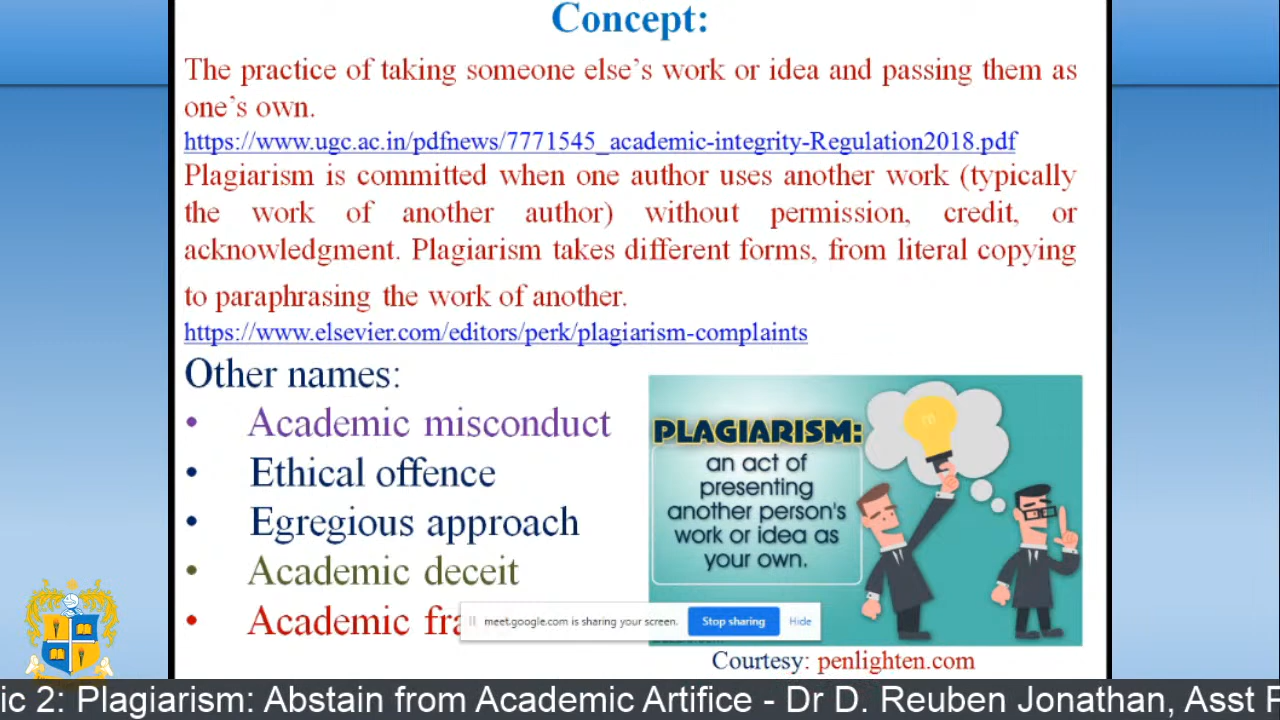 Concept:
The practice of taking someone else's work or idea and passing them as
one's own.
https://www.ugc.ac.in/pdfnews/7771545_academic-integrity-Regulation2018.pdf
Plagiarism is committed when one author uses another work (typically
the work of another author) without permission, credit, or
acknowledgment. Plagiarism takes different forms, from literal copying
to paraphrasing the work of another.
https://www.elsevier.com/editors/perk/plagiarism-complaints
Other names:
• Academic misconduct
• Ethical offence
• Egregious approach
• Academic deceit
• Academic fra
PLAGIARISM:
an act of
presenting
another person's
work or idea as
your own.
meet.google.com is sharing your screen. Stop sharing Hide
Courtesy: penlighten.com
ic 2: Plagiarism: Abstain from Academic Artifice - Dr D. Reuben Jonathan, Asst P